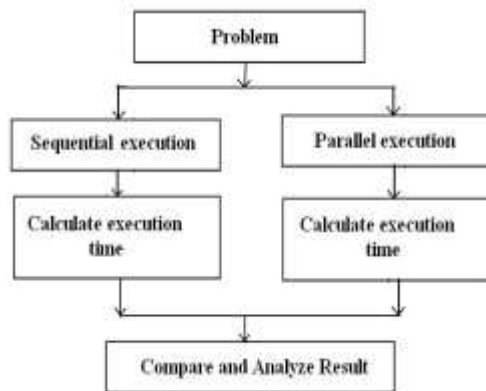 Problem
Sequential execution
Parallel execution
Calculate execution
time
Calculate execution
time
Compare and Analyze Result